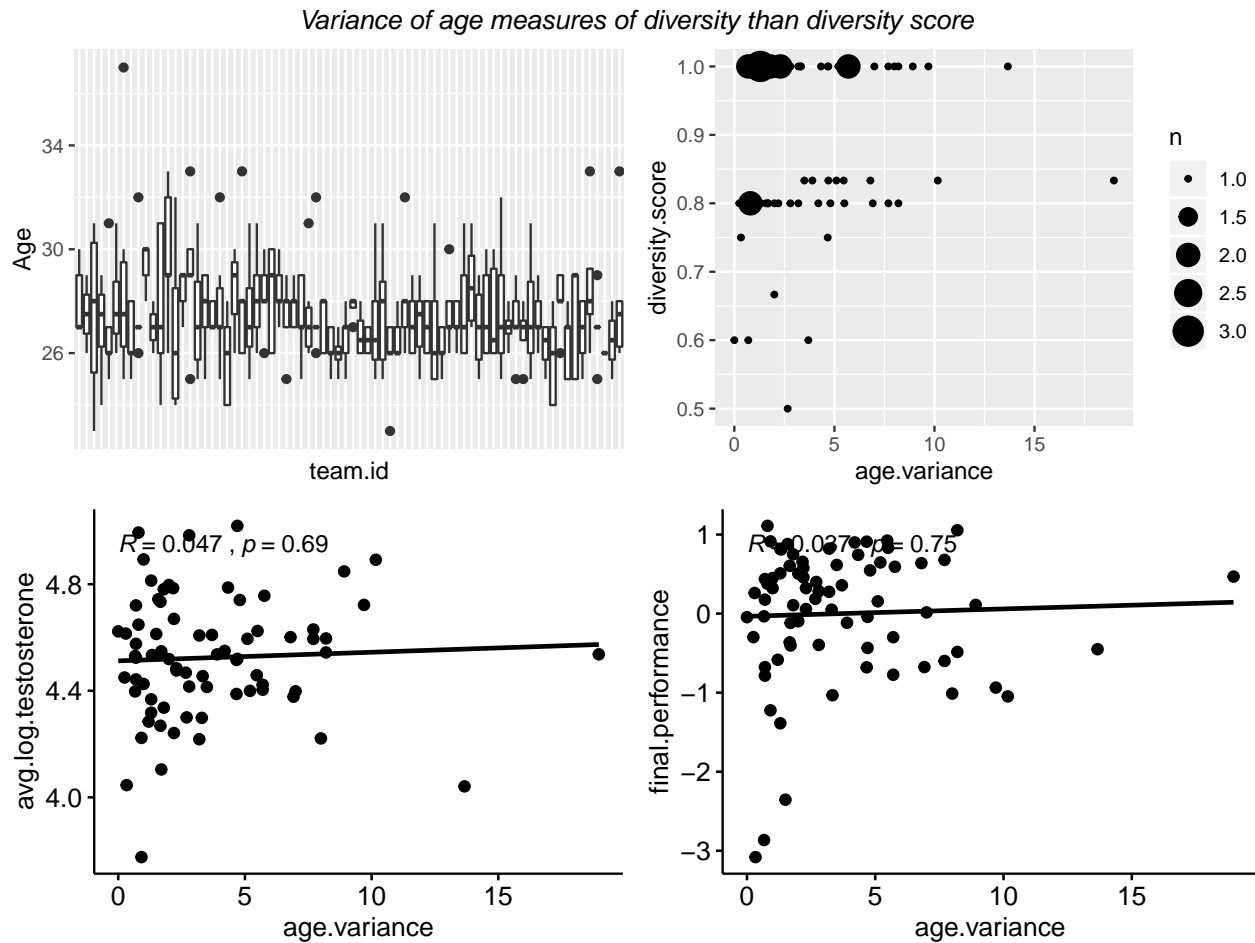 Variance of age measures of diversity than diversity score
34
30
26
Age
team.id
1.0
0.9
0.8
0.7
0.6
0.5
diversity.score
0 5 10 15
age.variance
n
1.0
1.5
2.0
2.5
3.0
R = 0.047 , p = 0.69
4.8
4.4
4.0
avg.log.testosterone
0 5 10 15
age.variance
R = 0.037 , p = 0.75
1
0
−1
−2
−3
final.performance
0 5 10 15
age.variance